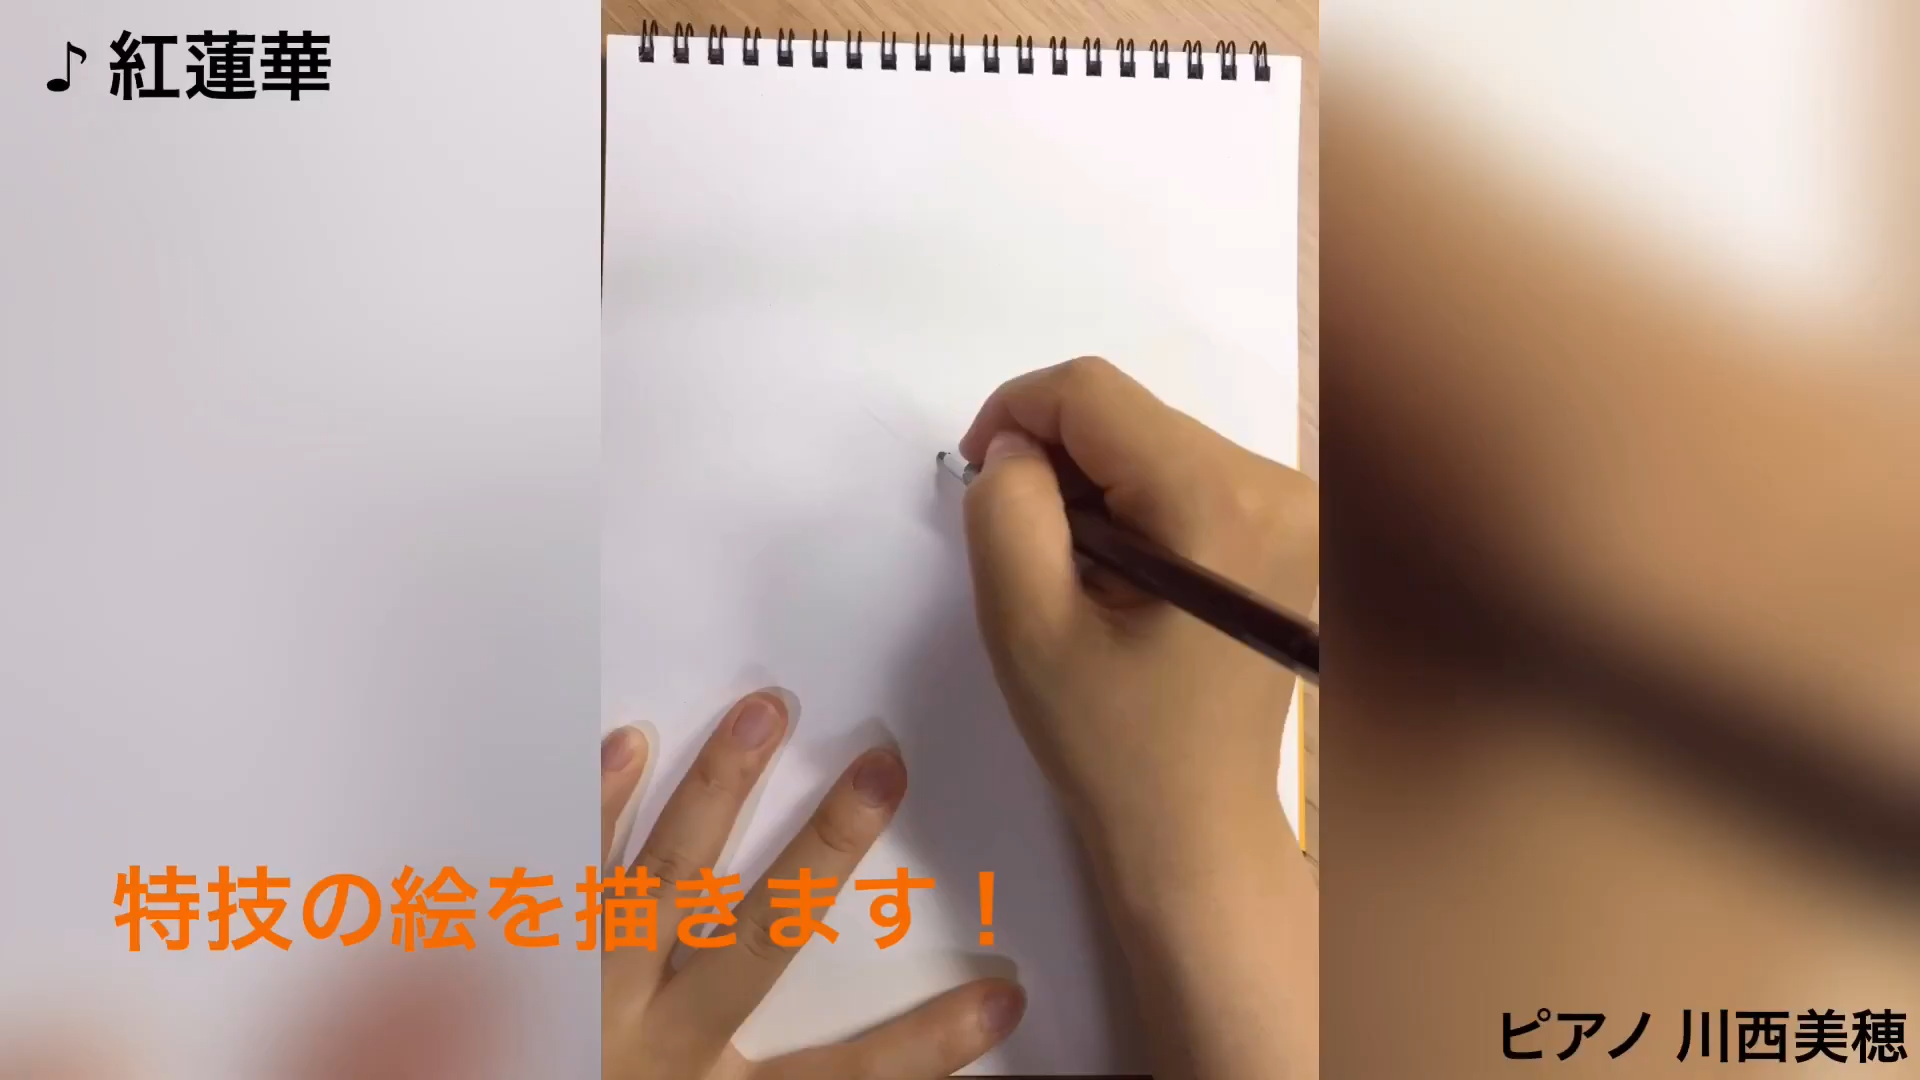 ♪ 紅蓮華
特技の絵を描きます！
ピアノ 川西美穂